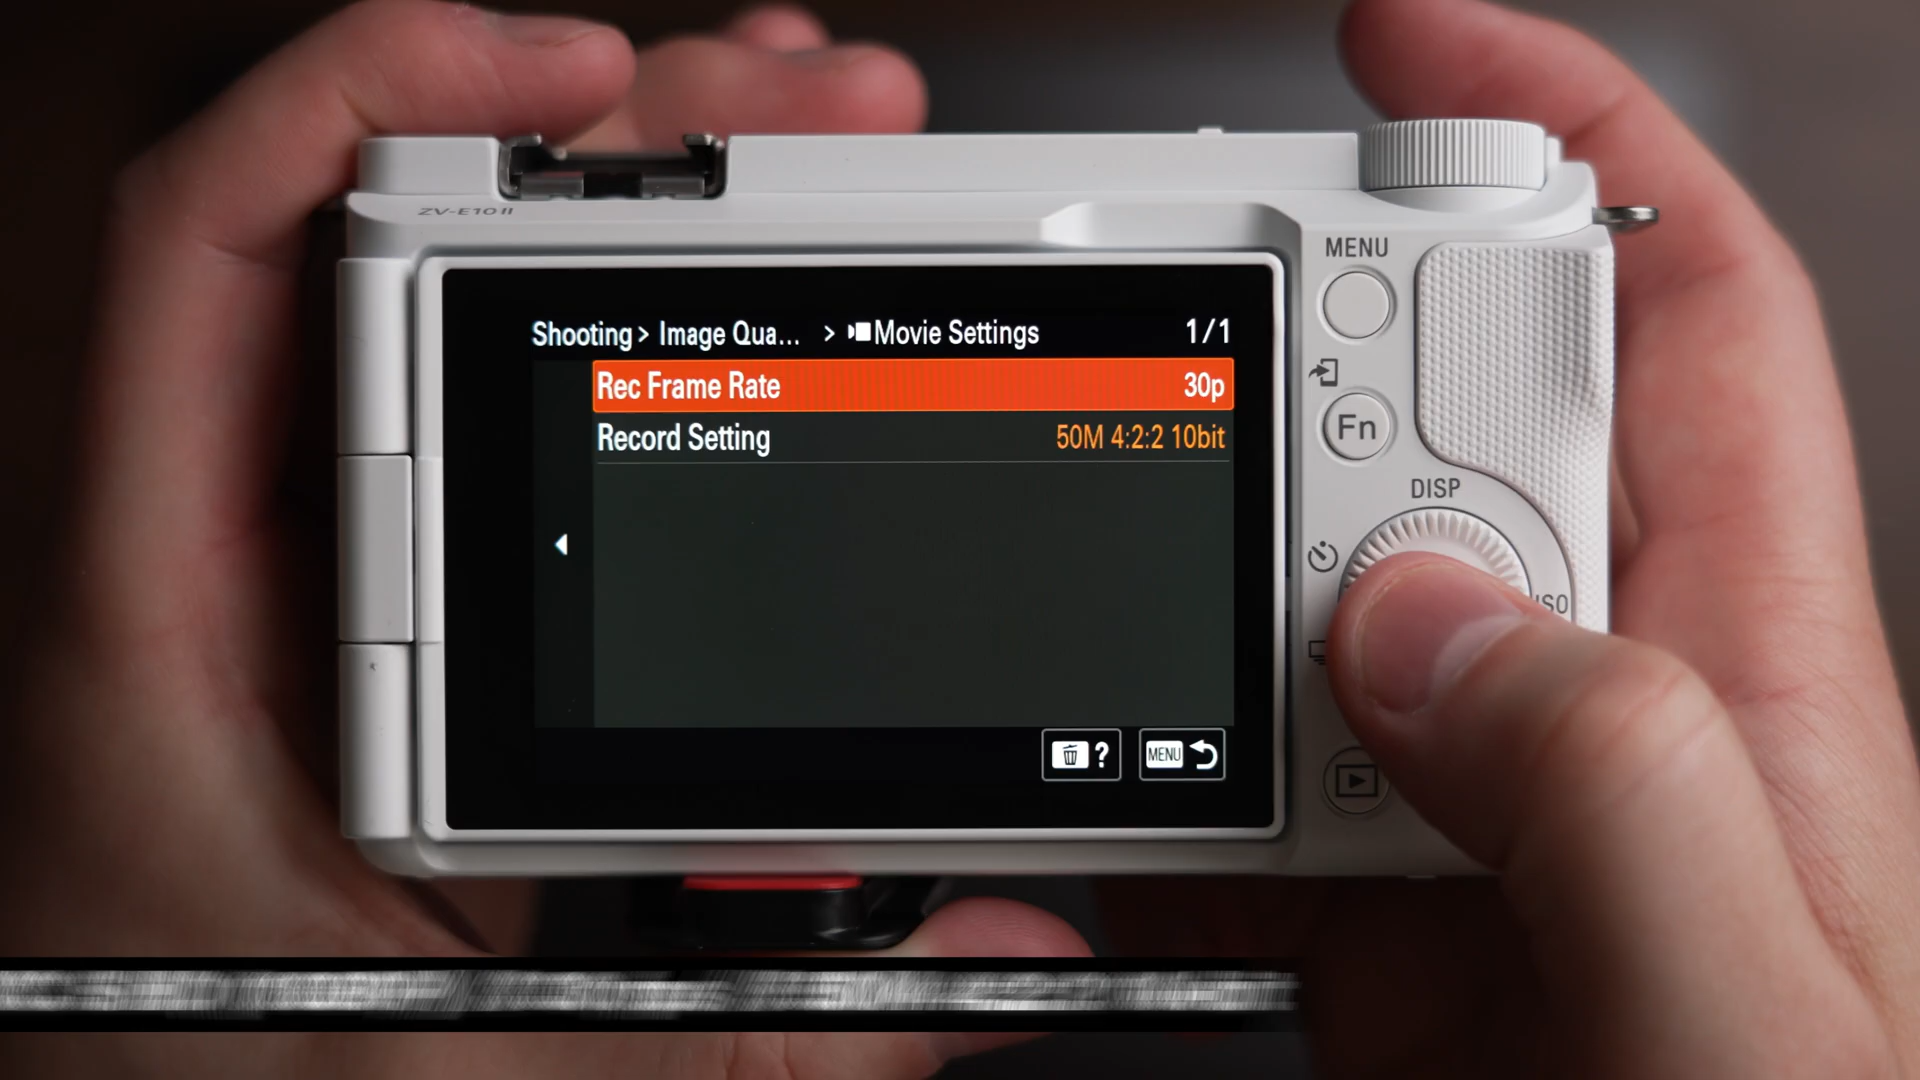 ZV-E10 II
MENU
Shooting> Image Qua... > Movie Settings 1/1
Rec Frame Rate 30p
Fn
Record Setting 50M 4:2:2 10bit
DISP
ISO
? MENU